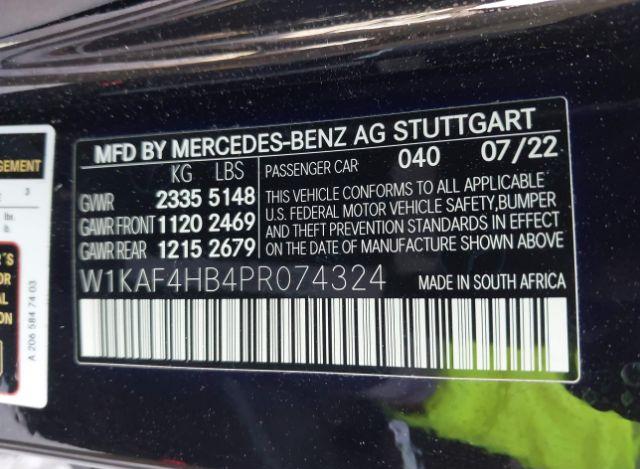 MFD BY MERCEDES-BENZ AG STUTTGART
KG LBS
GVWR 2335 5148
GAWR FRONT 1120 2469
GAWR REAR 1215 2679
PASSENGER CAR 040 07/22
THIS VEHICLE CONFORMS TO ALL APPLICABLE
U.S. FEDERAL MOTOR VEHICLE SAFETY,BUMPER
AND THEFT PREVENTION STANDARDS IN EFFECT
ON THE DATE OF MANUFACTURE SHOWN ABOVE
W1KAF4HB4PR074324
MADE IN SOUTH AFRICA
3
lbs.
A 206 584 74 03